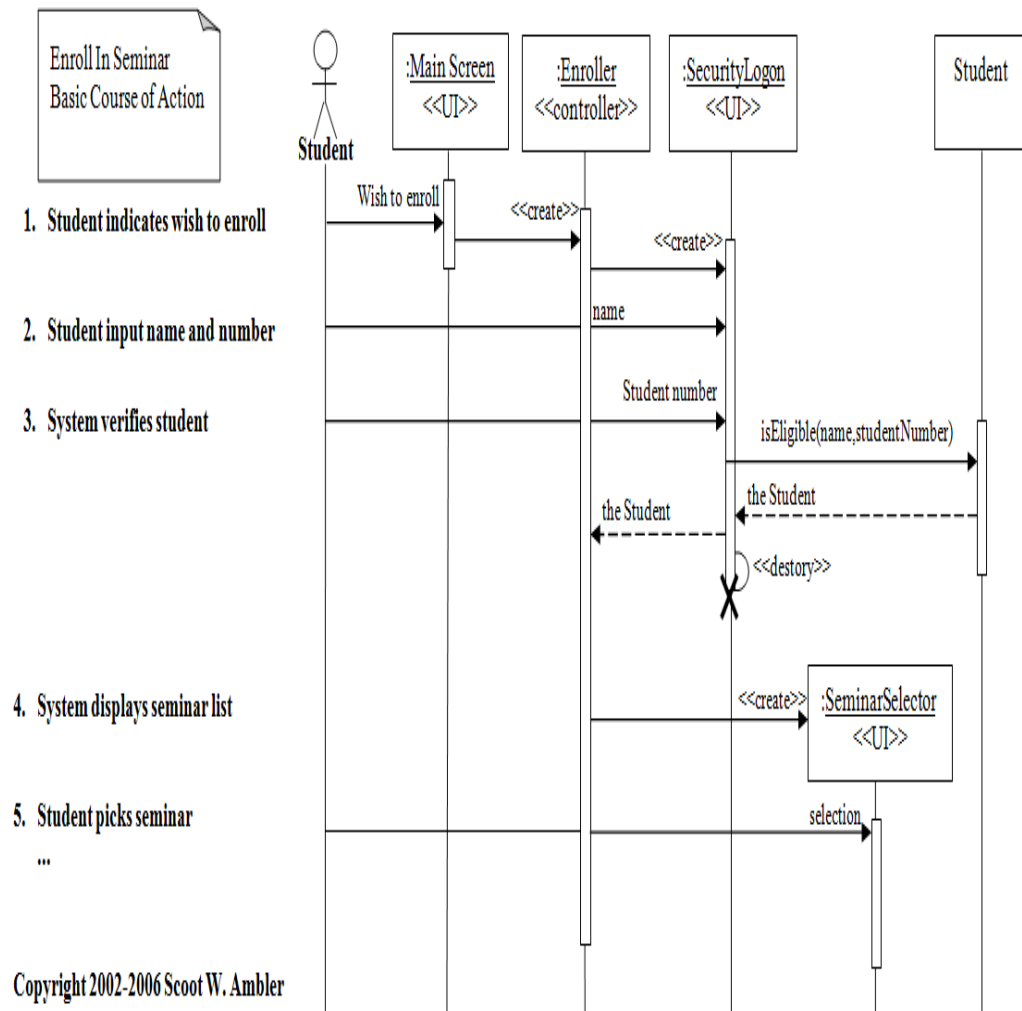 Enroll In Seminar
Basic Course of Action
Student
:Main Screen
<<UI>>
:Enroller
<<controller>>
:SecurityLogon
<<UI>>
Student
1. Student indicates wish to enroll
Wish to enroll
<<create>>
<<create>>
2. Student input name and number
name
3. System verifies student
Student number
isEligible(name,studentNumber)
the Student
the Student
<<destory>>
4. System displays seminar list
<<create>>
:SeminarSelector
<<UI>>
5. Student picks seminar
selection
...
Copyright 2002-2006 Scoot W. Ambler